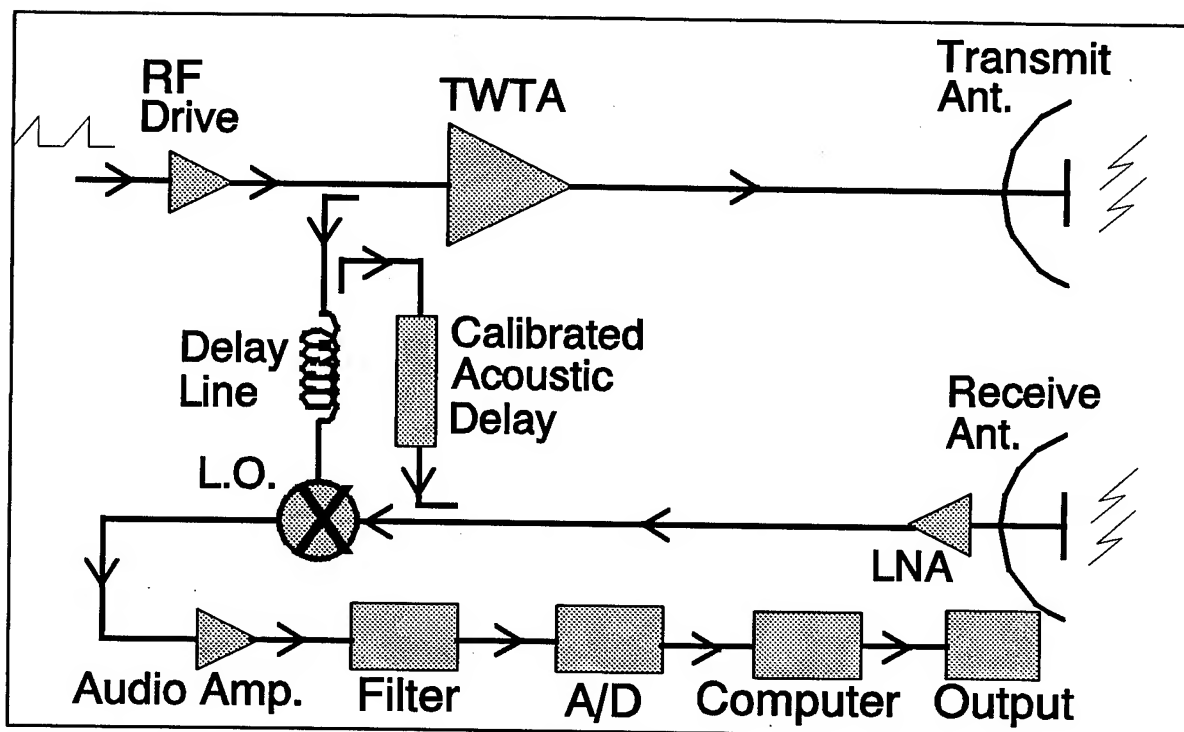 RF
Drive
TWTA
Transmit
Ant.
Delay
Line
Calibrated
Acoustic
Delay
Receive
Ant.
L.O.
LNA
Audio Amp.
Filter
A/D
Computer
Output